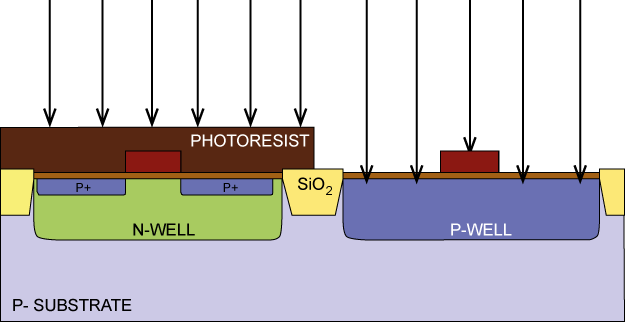 PHOTORESIST
P+
P+
SiO2
N-WELL
P-WELL
P- SUBSTRATE